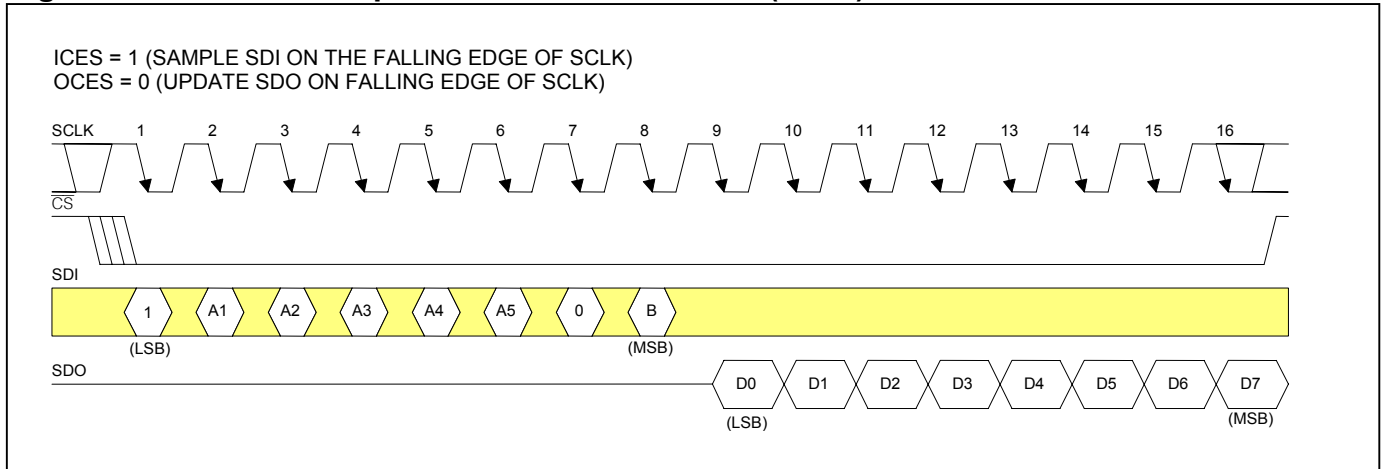 ICES = 1 (SAMPLE SDI ON THE FALLING EDGE OF SCLK)
OCES = 0 (UPDATE SDO ON FALLING EDGE OF SCLK)
SCLK 1 2 3 4 5 6 7 8 9 10 11 12 13 14 15 16
CS
SDI
1 A1 A2 A3 A4 A5 0 B
(LSB) (MSB)
SDO
D0 D1 D2 D3 D4 D5 D6 D7
(LSB) (MSB)